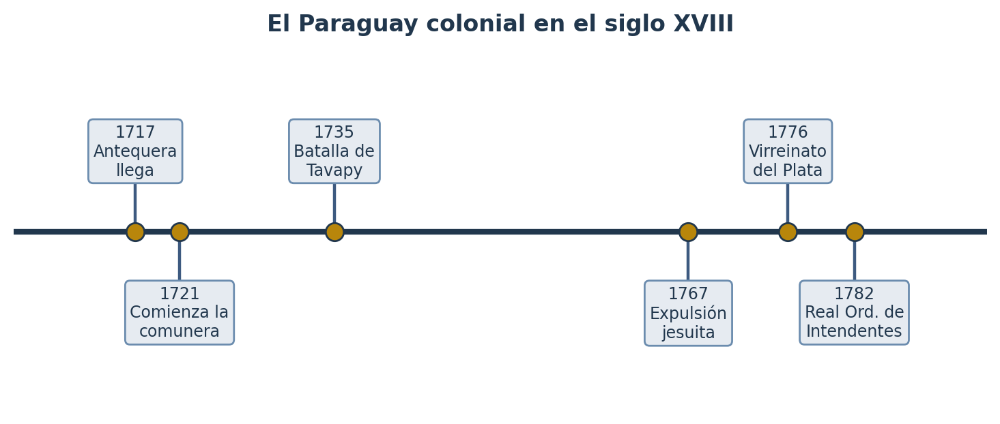 El Paraguay colonial en el siglo XVIII
1717
Antequera
llega
1735
Batalla de
Tavapy
1776
Virreinato
del Plata
1721
Comienza la
comunera
1767
Expulsión
jesuita
1782
Real Ord. de
Intendentes